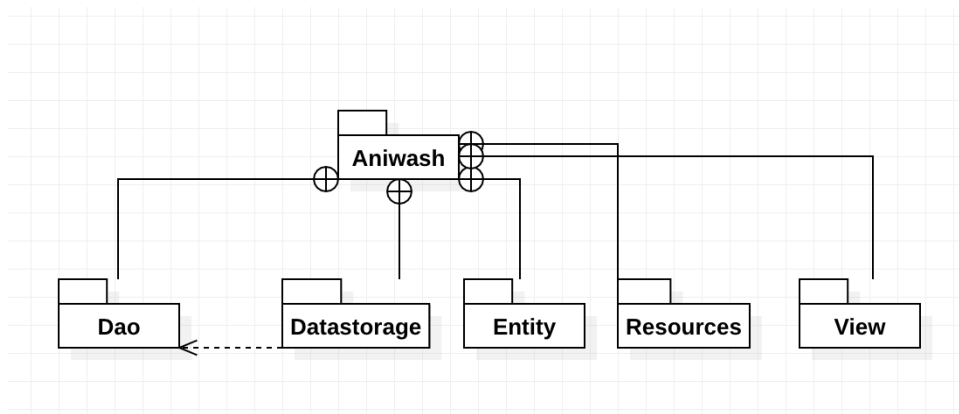 Aniwash
Dao
Datastorage
Entity
Resources
View